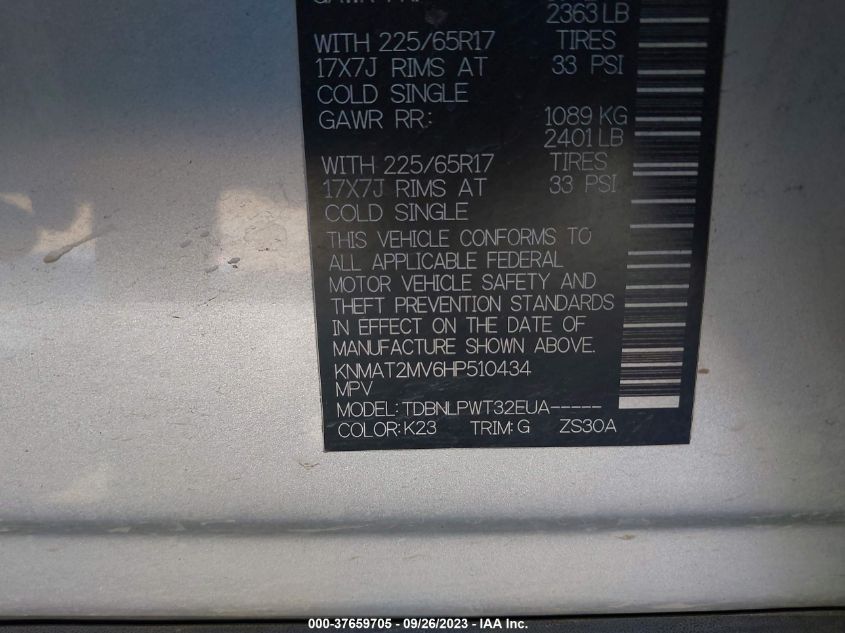 2363 LB
WITH 225/65R17 TIRES
17X7J RIMS AT 33 PSI
COLD SINGLE
GAWR RR: 1089 KG
2401 LB
WITH 225/65R17 TIRES
17X7J RIMS AT 33 PSI
COLD SINGLE
THIS VEHICLE CONFORMS TO
ALL APPLICABLE FEDERAL
MOTOR VEHICLE SAFETY AND
THEFT PREVENTION STANDARDS
IN EFFECT ON THE DATE OF
MANUFACTURE SHOWN ABOVE.
KNMAT2MV6HP510434
MPV
MODEL: TDBNLPWT32EUA-----
COLOR: K23 TRIM: G ZS30A
000-37659705 - 09/26/2023 - IAA Inc.